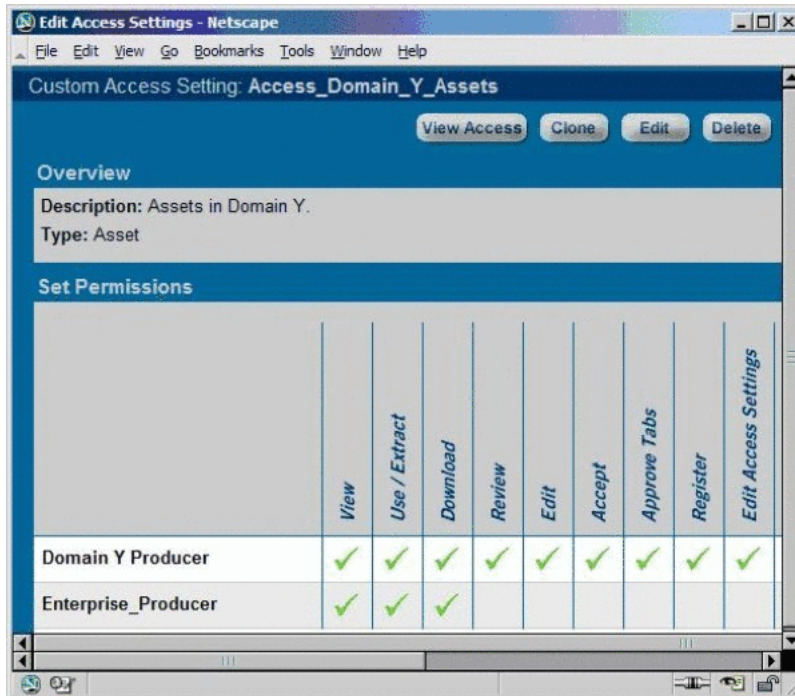 Edit Access Settings - Netscape
File Edit View Go Bookmarks Tools Window Help
Custom Access Setting: Access_Domain_Y_Assets
View Access Clone Edit Delete
Overview
Description: Assets in Domain Y.
Type: Asset
Set Permissions
View Use / Extract Download Review Edit Accept Approve Tabs Register Edit Access Settings
Domain Y Producer
Enterprise_Producer